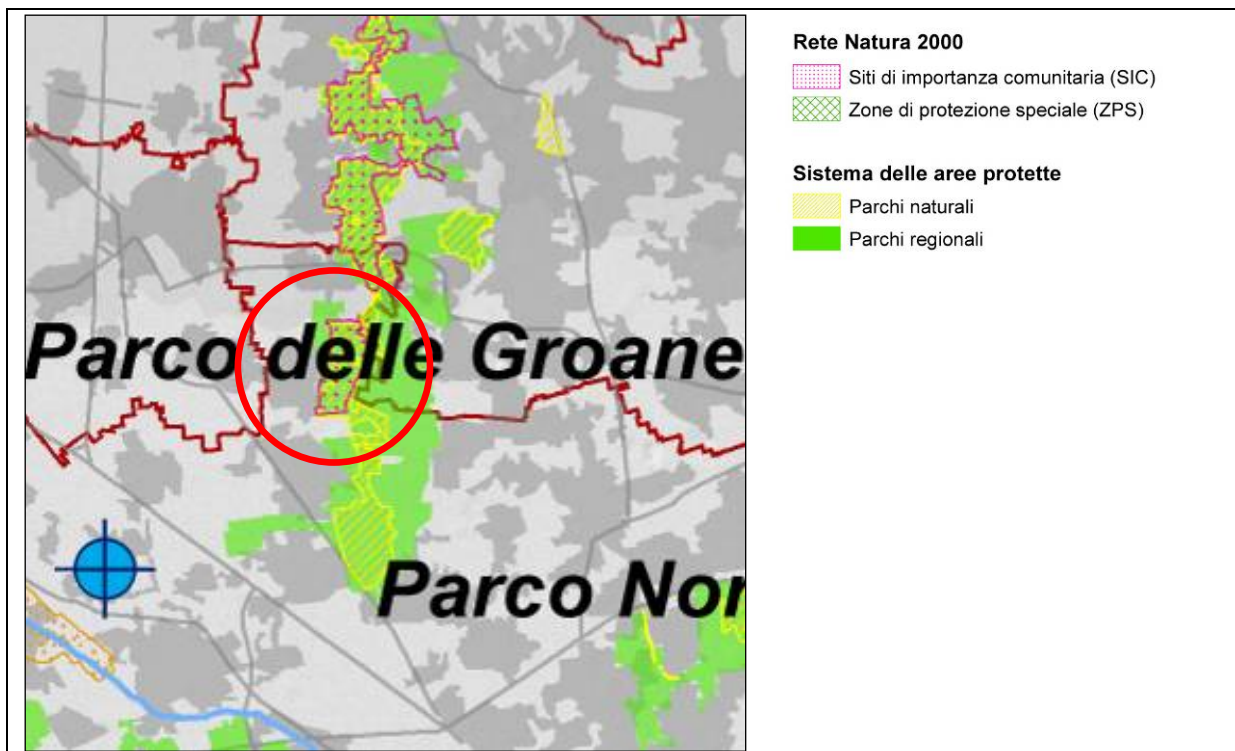 Parco delle Groane
Parco Nor
Rete Natura 2000
Siti di importanza comunitaria (SIC)
Zone di protezione speciale (ZPS)
Sistema delle aree protette
Parchi naturali
Parchi regionali